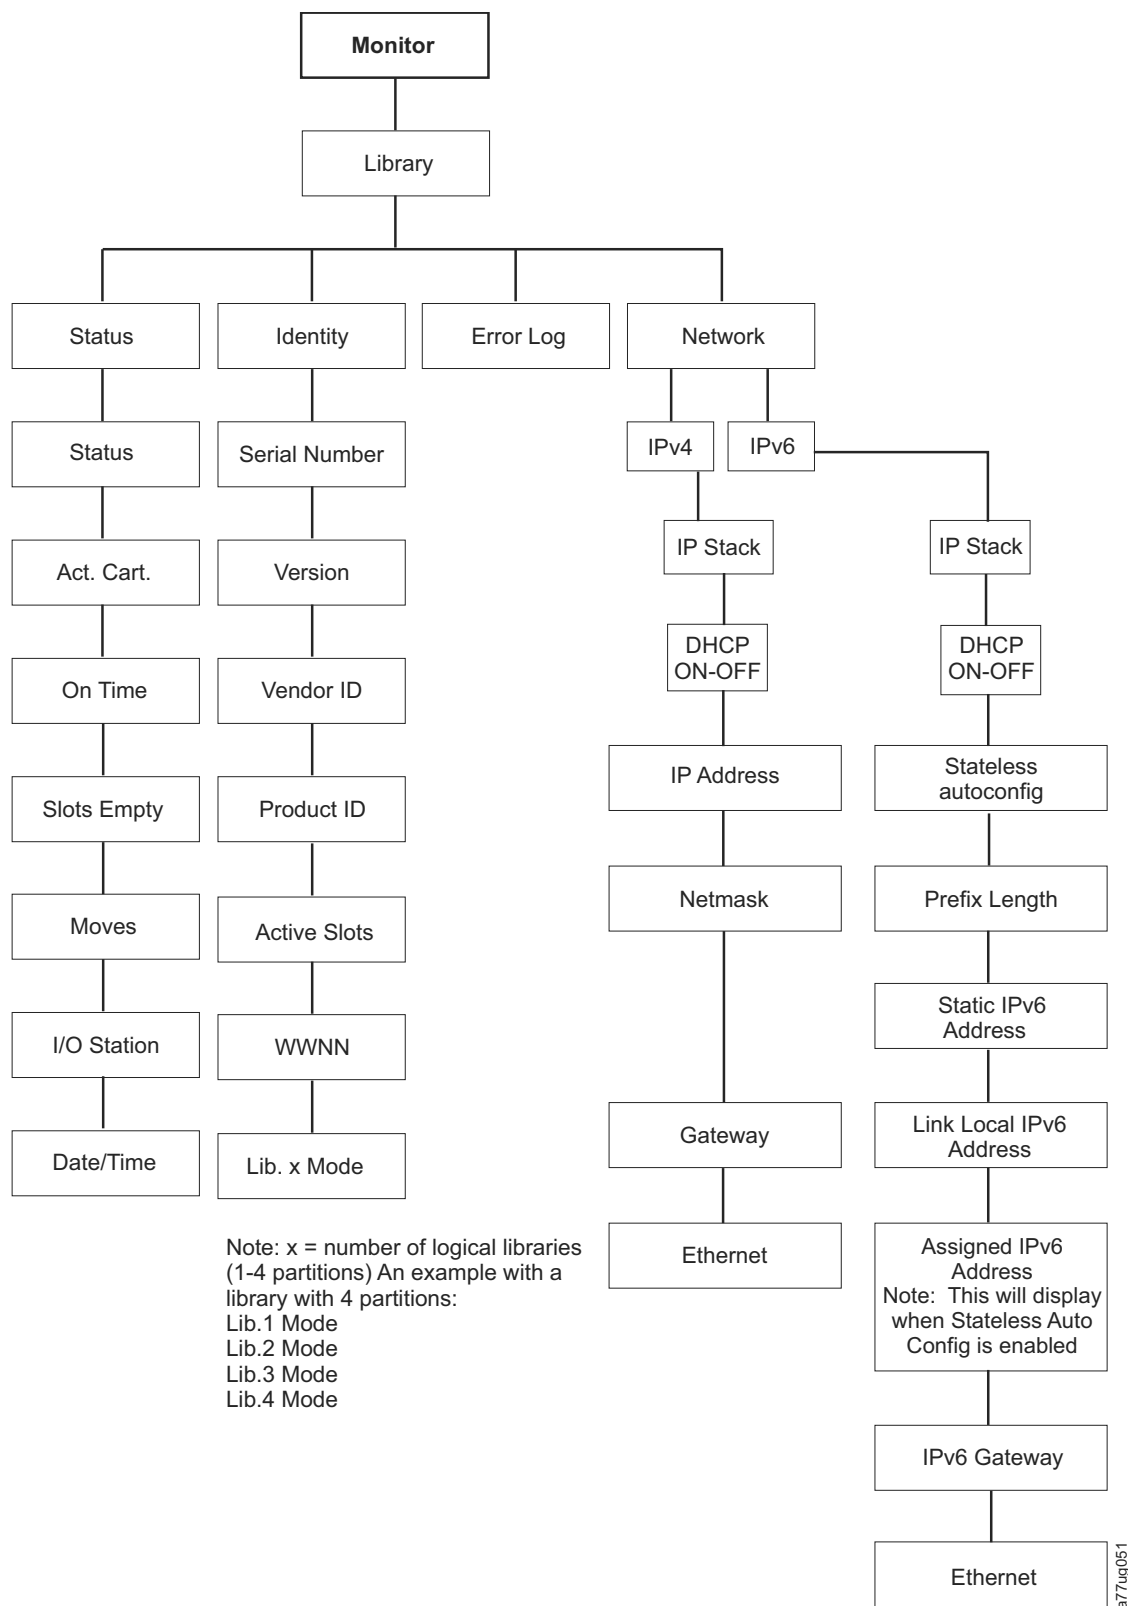 Monitor
Library
Status
Identity
Error Log
Network
Status
Serial Number
IPv4
IPv6
Act. Cart.
Version
IP Stack
IP Stack
On Time
Vendor ID
DHCP
ON-OFF
DHCP
ON-OFF
Slots Empty
Product ID
IP Address
Stateless
autoconfig
Moves
Active Slots
Netmask
Prefix Length
I/O Station
WWNN
Static IPv6
Address
Date/Time
Lib. x Mode
Gateway
Link Local IPv6
Address
Note: x = number of logical libraries
(1-4 partitions) An example with a
library with 4 partitions:
Lib.1 Mode
Lib.2 Mode
Lib.3 Mode
Lib.4 Mode
Ethernet
Assigned IPv6
Address
Note: This will display
when Stateless Auto
Config is enabled
IPv6 Gateway
Ethernet
a77ug051